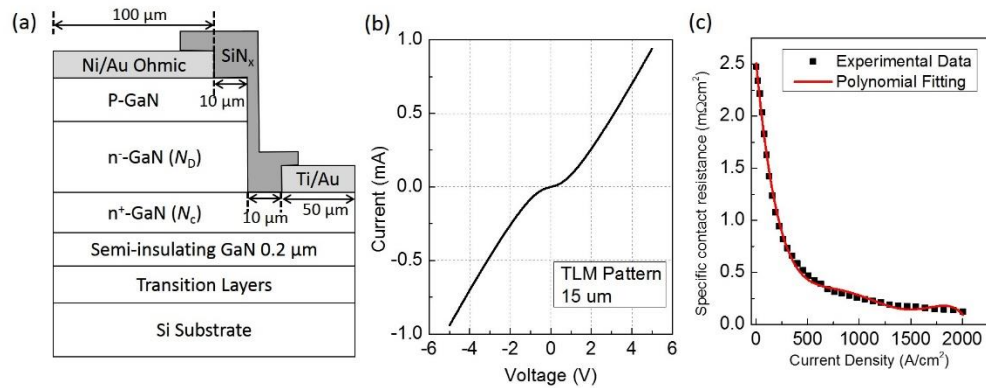 (a)
100 µm
SiNx
Ni/Au Ohmic
10 µm
P-GaN
n⁻-GaN (ND)
Ti/Au
10 µm
50 µm
n⁺-GaN (Nc)
Semi-insulating GaN 0.2 µm
Transition Layers
Si Substrate
(b)
Current (mA)
1.0
0.5
0.0
-0.5
-1.0
TLM Pattern
15 um
-6 -4 -2 0 2 4 6
Voltage (V)
(c)
Specific contact resistance (mΩcm²)
Experimental Data
Polynomial Fitting
2.5
2.0
1.5
1.0
0.5
0.0
0 500 1000 1500 2000
Current Density (A/cm²)